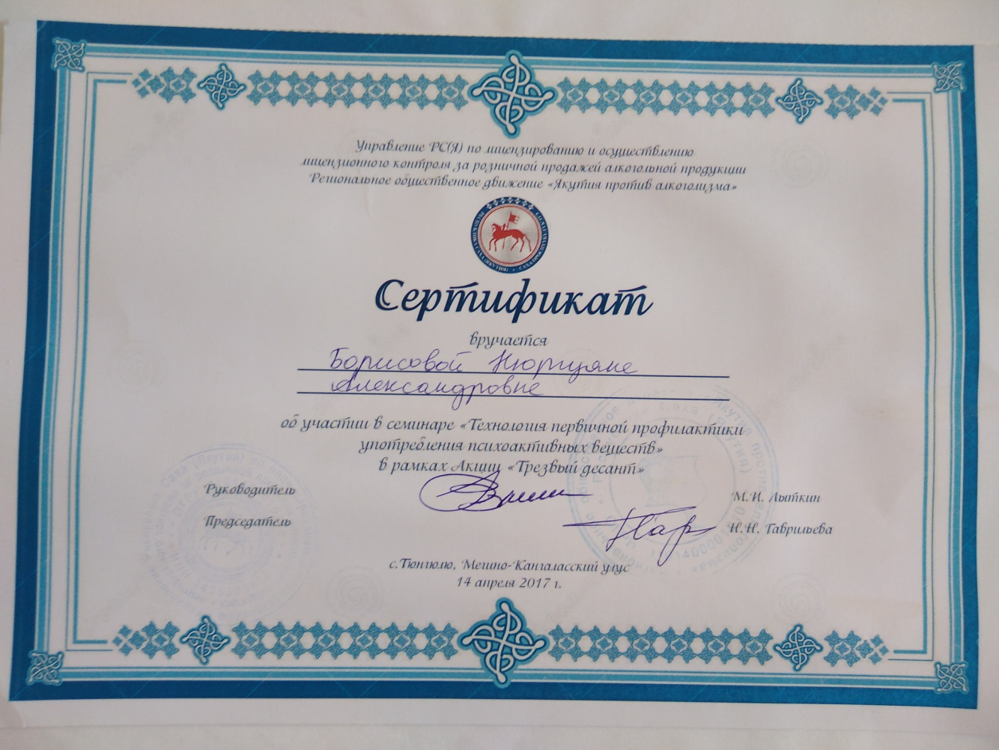 Управление РС(Я) по лицензированию и осуществлению
лицензионного контроля за розничной продажей алкогольной продукции
Региональное общественное движение «Якутия против алкоголизма»
Сертификат
вручается
Борисовой Нюргуяне
Александровне
об участии в семинаре «Технология первичной профилактики
употребления психоактивных веществ»
в рамках Акции «Трезвый десант»
Руководитель
М.И. Лыткин
Председатель
Н.Н. Гаврильева
с.Тюнгюлю, Мегино-Кангаласский улус
14 апреля 2017 г.